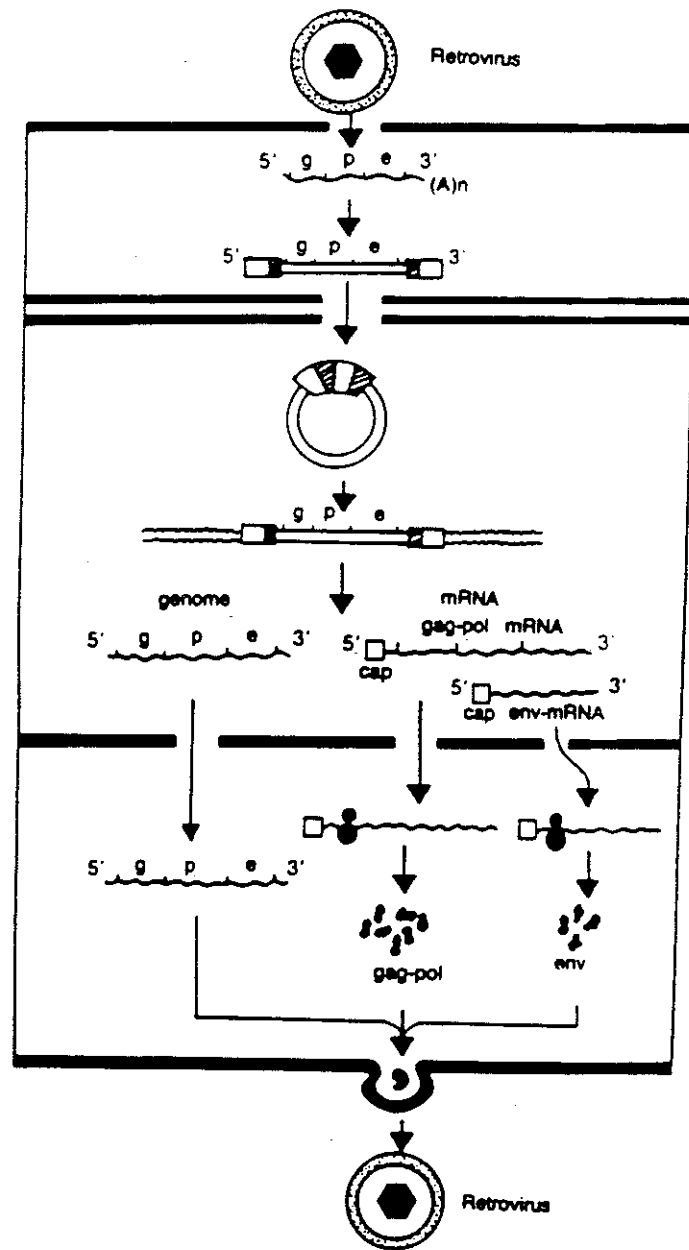 Retrovirus
5' g p e 3'
(A)n
5' g p e 3'
g p e
genome
mRNA
5' g p e 3'
5' gag-pol mRNA 3'
cap
5' 3'
cap env-mRNA
5' g p e 3'
gag-pol
env
Retrovirus